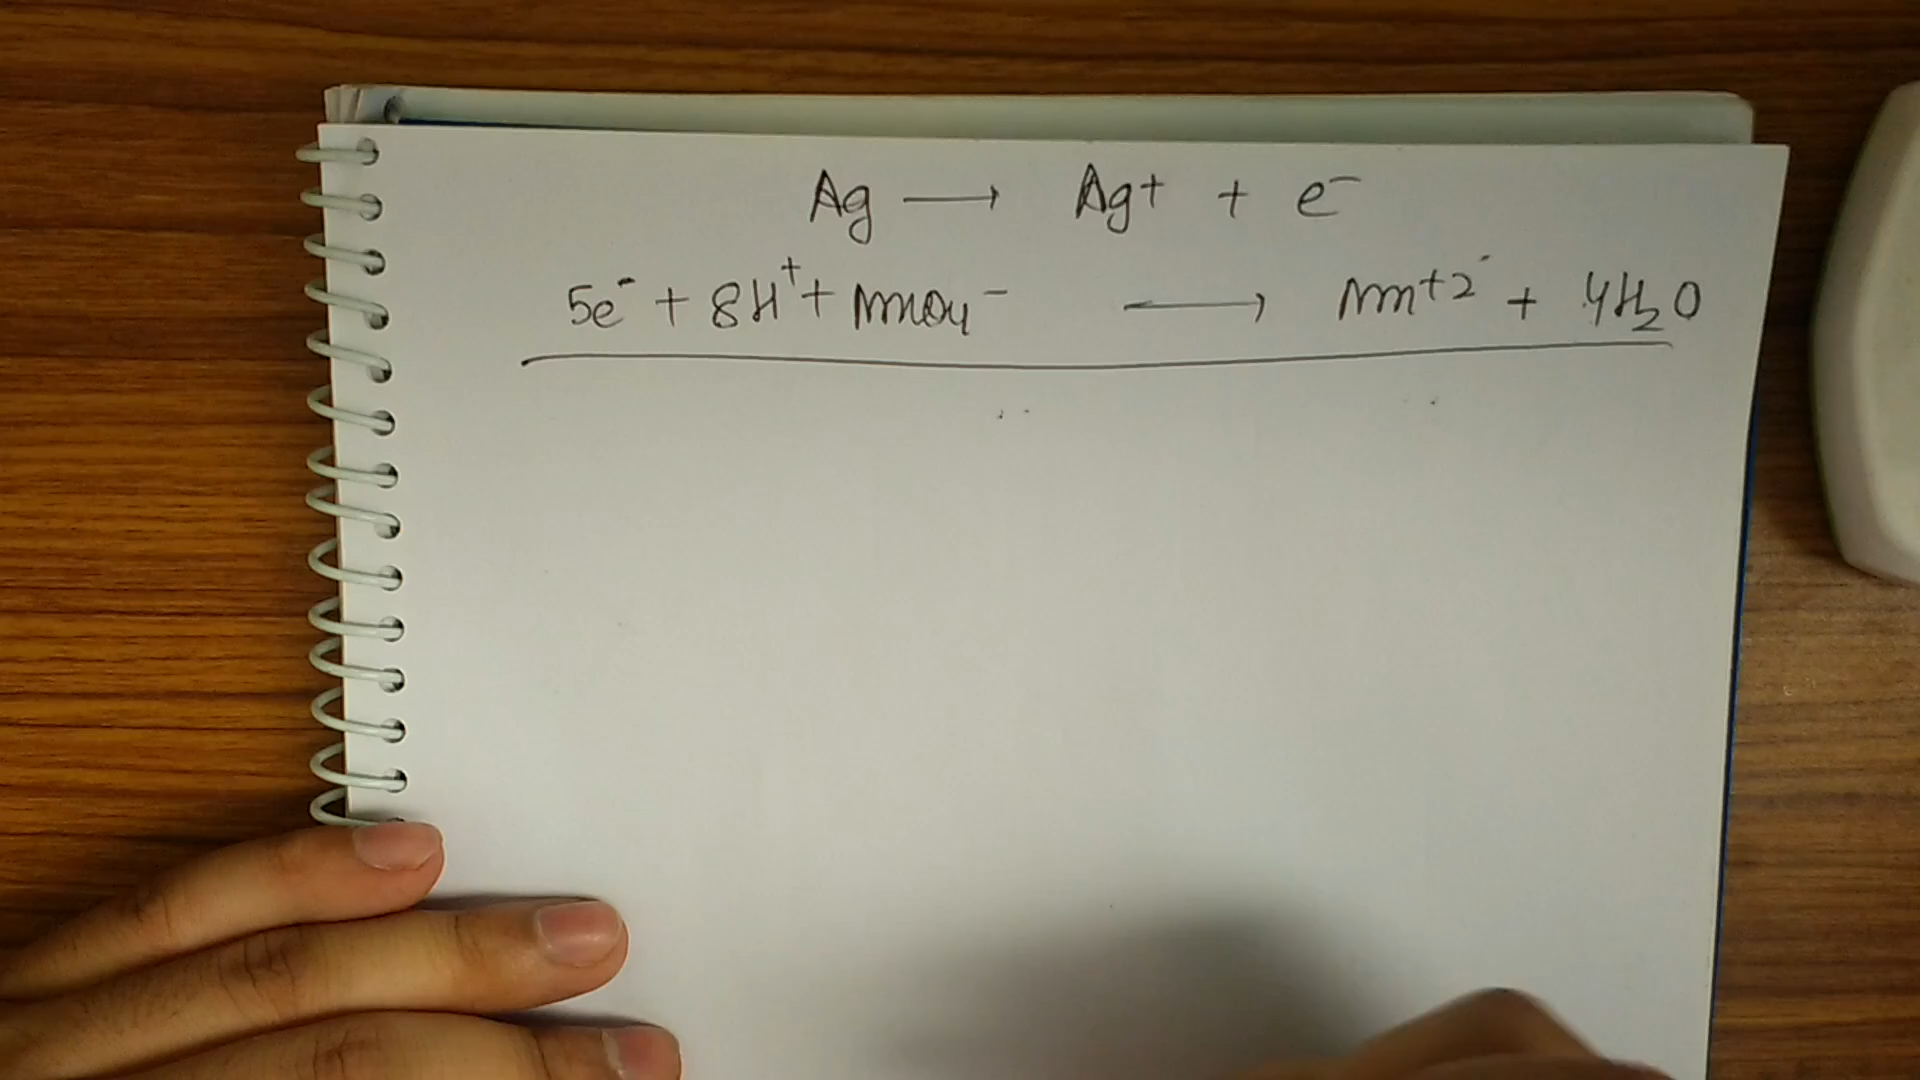 Ag ⟶ Ag+ + e⁻
5e⁻ + 8H⁺ + MnO4⁻ ⟶ Mn+2 + 4H₂O